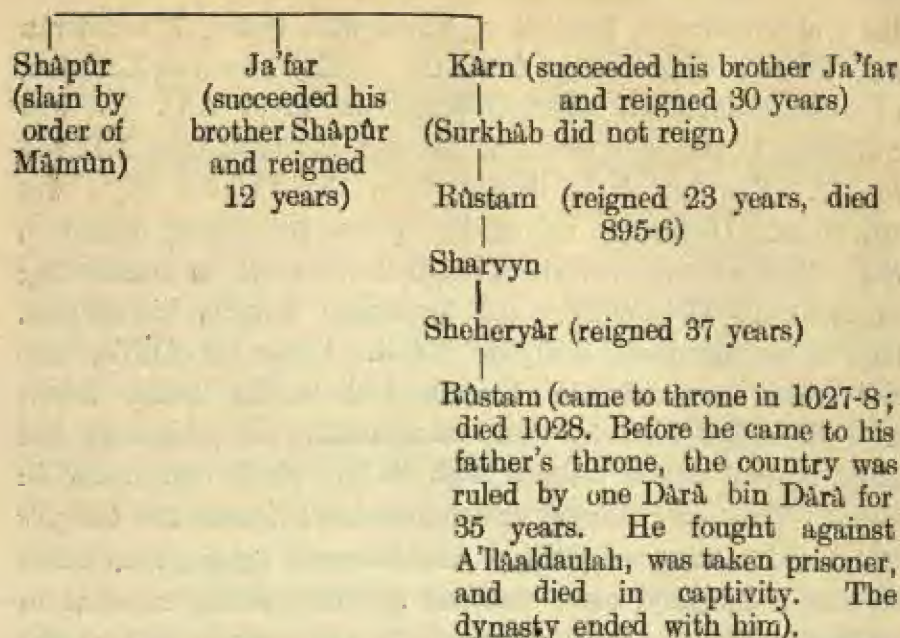 Shâpûr
(slain by
order of
Mâmûn)
Ja'far
(succeeded his
brother Shâpûr
and reigned
12 years)
Kârn (succeeded his brother Ja'far
and reigned 30 years)
(Surkhâb did not reign)
Rûstam (reigned 23 years, died
895-6)
Sharvyn
Sheheryâr (reigned 37 years)
Rûstam (came to throne in 1027-8;
died 1028. Before he came to his
father's throne, the country was
ruled by one Dàrà bin Dàrà for
35 years. He fought against
A'llâaldaulah, was taken prisoner,
and died in captivity. The
dynasty ended with him).